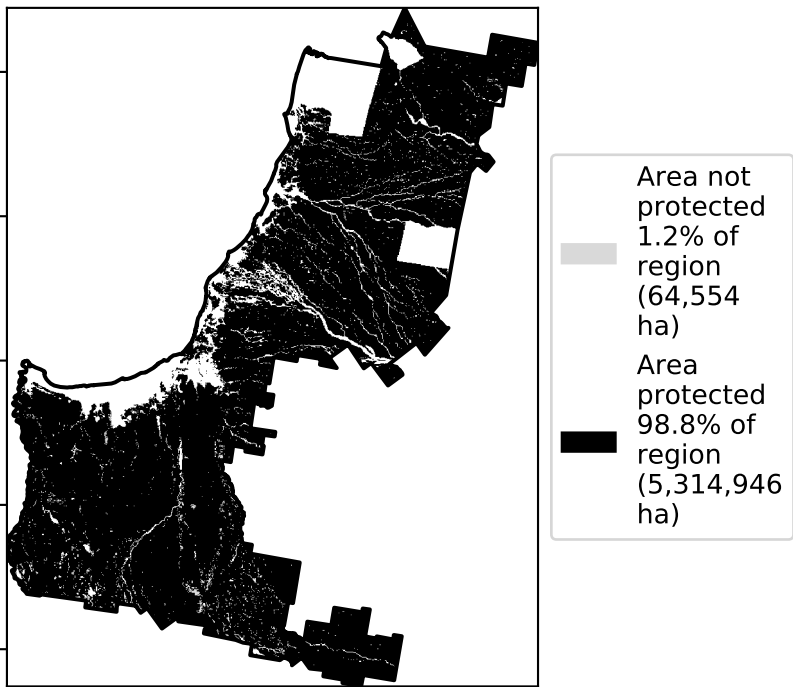 Area not
protected
1.2% of
region
(64,554
ha)
Area
protected
98.8% of
region
(5,314,946
ha)